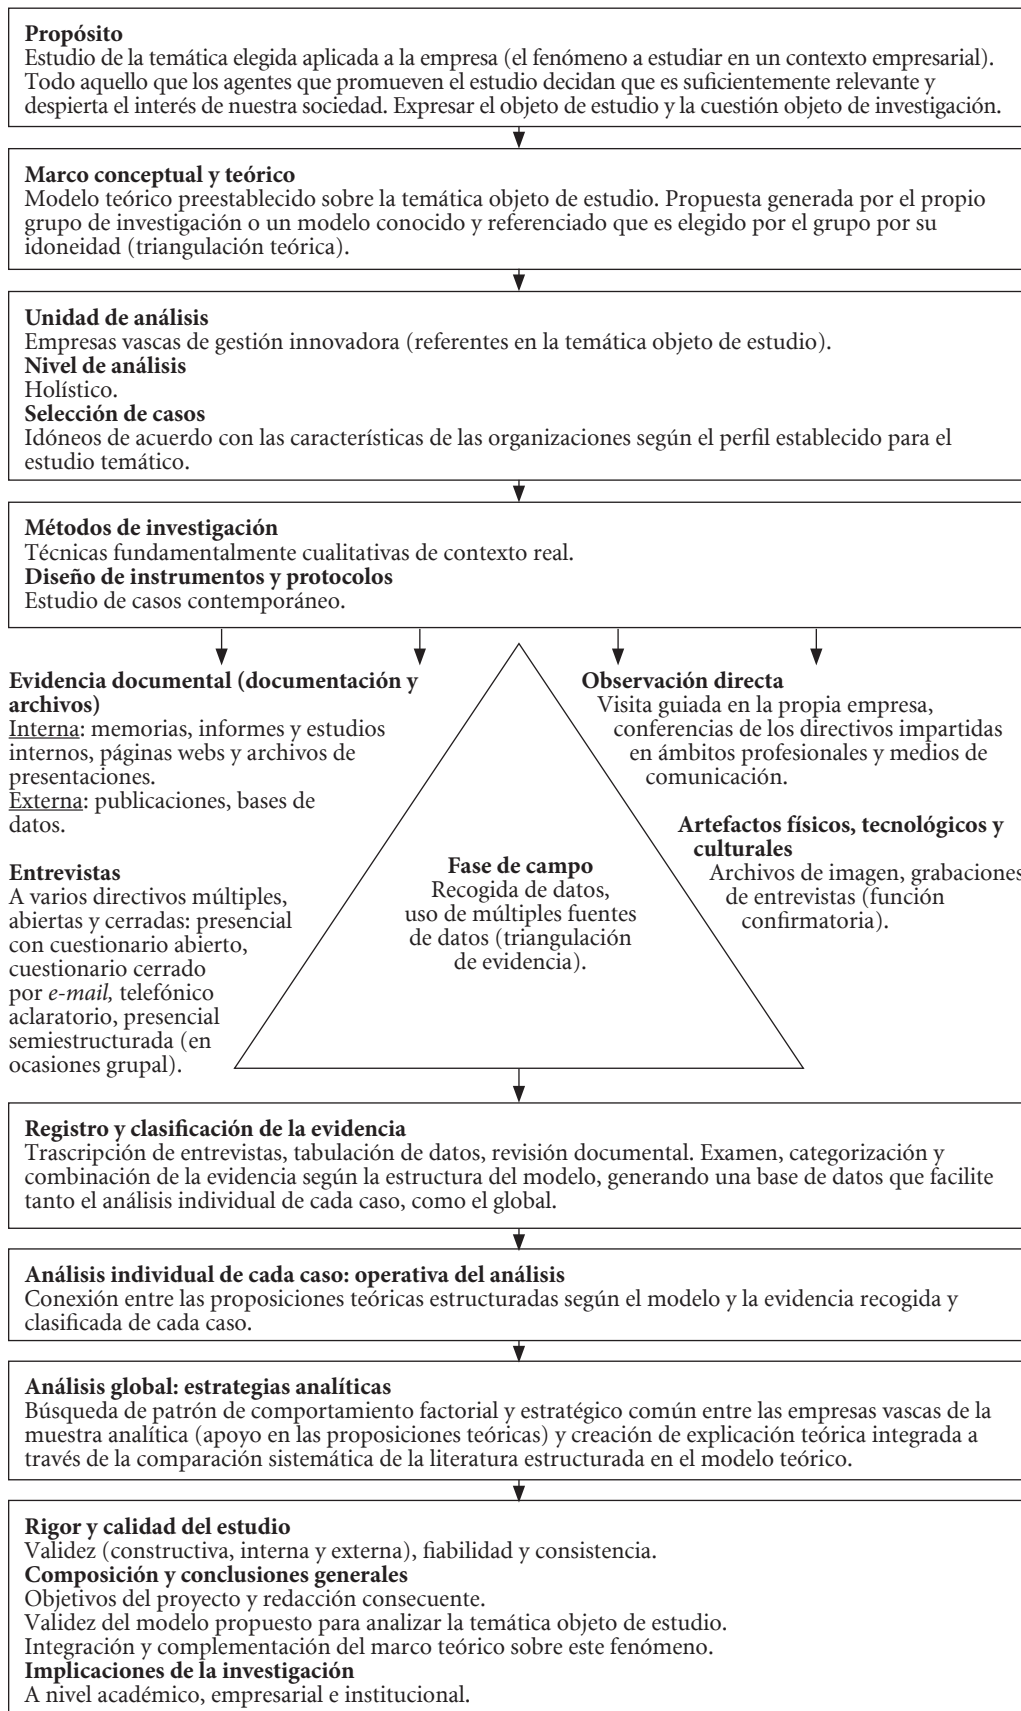 Propósito
Estudio de la temática elegida aplicada a la empresa (el fenómeno a estudiar en un contexto empresarial).
Todo aquello que los agentes que promueven el estudio decidan que es suficientemente relevante y
despierta el interés de nuestra sociedad. Expresar el objeto de estudio y la cuestión objeto de investigación.
Marco conceptual y teórico
Modelo teórico preestablecido sobre la temática objeto de estudio. Propuesta generada por el propio
grupo de investigación o un modelo conocido y referenciado que es elegido por el grupo por su
idoneidad (triangulación teórica).
Unidad de análisis
Empresas vascas de gestión innovadora (referentes en la temática objeto de estudio).
Nivel de análisis
Holístico.
Selección de casos
Idóneos de acuerdo con las características de las organizaciones según el perfil establecido para el
estudio temático.
Métodos de investigación
Técnicas fundamentalmente cualitativas de contexto real.
Diseño de instrumentos y protocolos
Estudio de casos contemporáneo.
Evidencia documental (documentación y
archivos)
Interna: memorias, informes y estudios
internos, páginas webs y archivos de
presentaciones.
Externa: publicaciones, bases de
datos.
Entrevistas
A varios directivos múltiples,
abiertas y cerradas: presencial
con cuestionario abierto,
cuestionario cerrado
por e-mail, telefónico
aclaratorio, presencial
semiestructurada (en
ocasiones grupal).
Fase de campo
Recogida de datos,
uso de múltiples fuentes
de datos (triangulación
de evidencia).
Observación directa
Visita guiada en la propia empresa,
conferencias de los directivos impartidas
en ámbitos profesionales y medios de
comunicación.
Artefactos físicos, tecnológicos y
culturales
Archivos de imagen, grabaciones
de entrevistas (función
confirmatoria).
Registro y clasificación de la evidencia
Trascripción de entrevistas, tabulación de datos, revisión documental. Examen, categorización y
combinación de la evidencia según la estructura del modelo, generando una base de datos que facilite
tanto el análisis individual de cada caso, como el global.
Análisis individual de cada caso: operativa del análisis
Conexión entre las proposiciones teóricas estructuradas según el modelo y la evidencia recogida y
clasificada de cada caso.
Análisis global: estrategias analíticas
Búsqueda de patrón de comportamiento factorial y estratégico común entre las empresas vascas de la
muestra analítica (apoyo en las proposiciones teóricas) y creación de explicación teórica integrada a
través de la comparación sistemática de la literatura estructurada en el modelo teórico.
Rigor y calidad del estudio
Validez (constructiva, interna y externa), fiabilidad y consistencia.
Composición y conclusiones generales
Objetivos del proyecto y redacción consecuente.
Validez del modelo propuesto para analizar la temática objeto de estudio.
Integración y complementación del marco teórico sobre este fenómeno.
Implicaciones de la investigación
A nivel académico, empresarial e institucional.